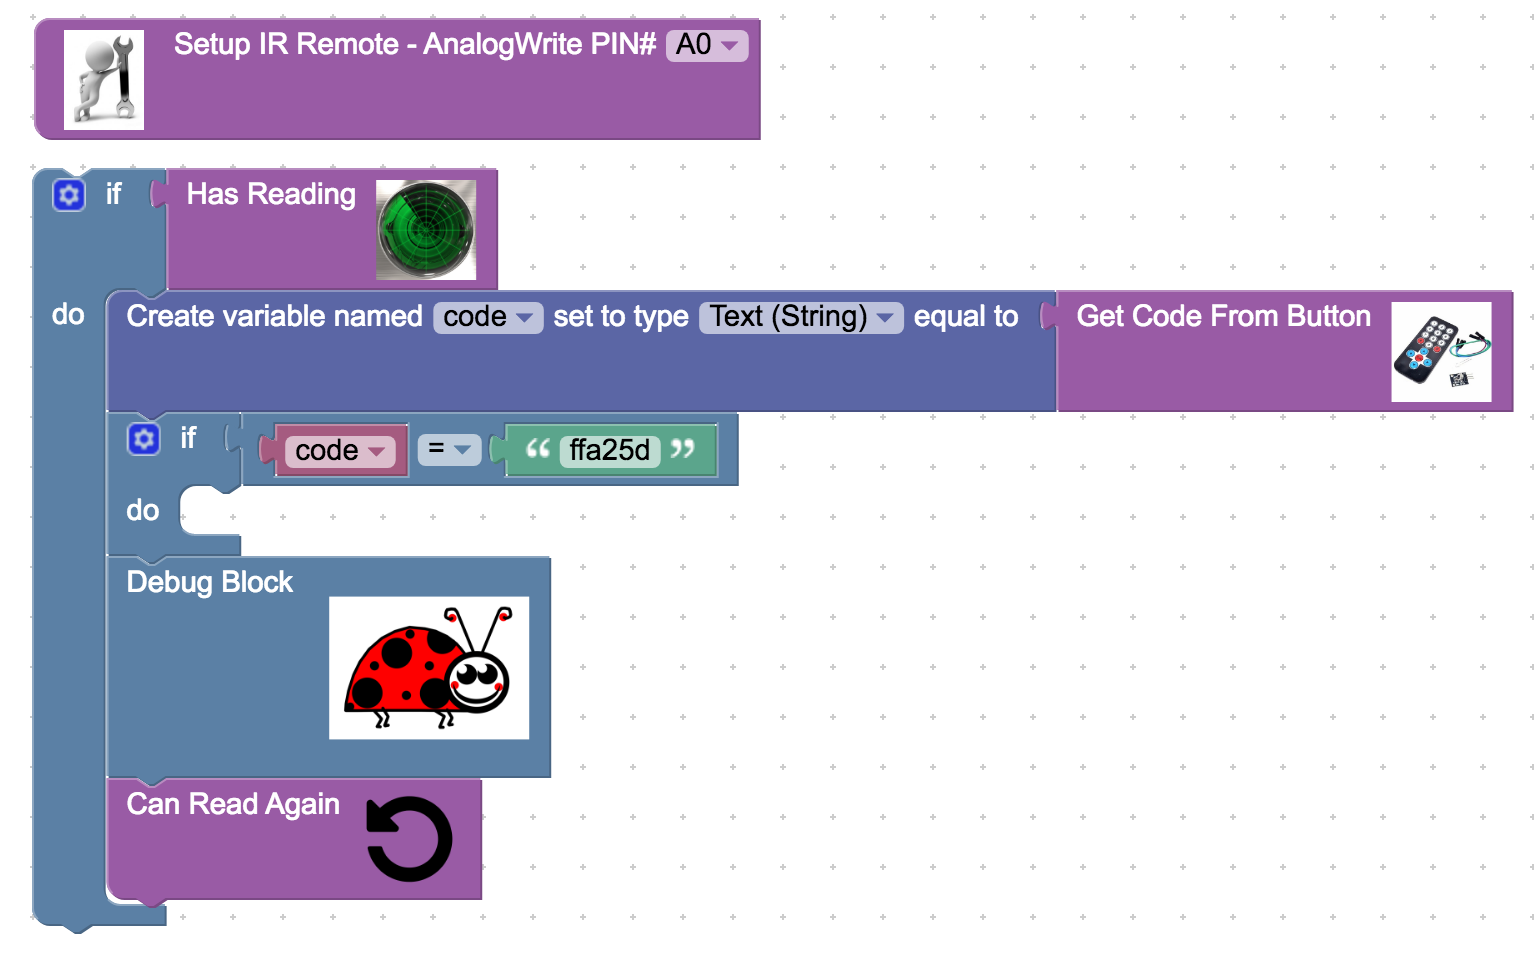 Setup IR Remote - AnalogWrite PIN# A0
if Has Reading
do Create variable named code set to type Text (String) equal to Get Code From Button
if code = “ ffa25d ”
do
Debug Block
Can Read Again